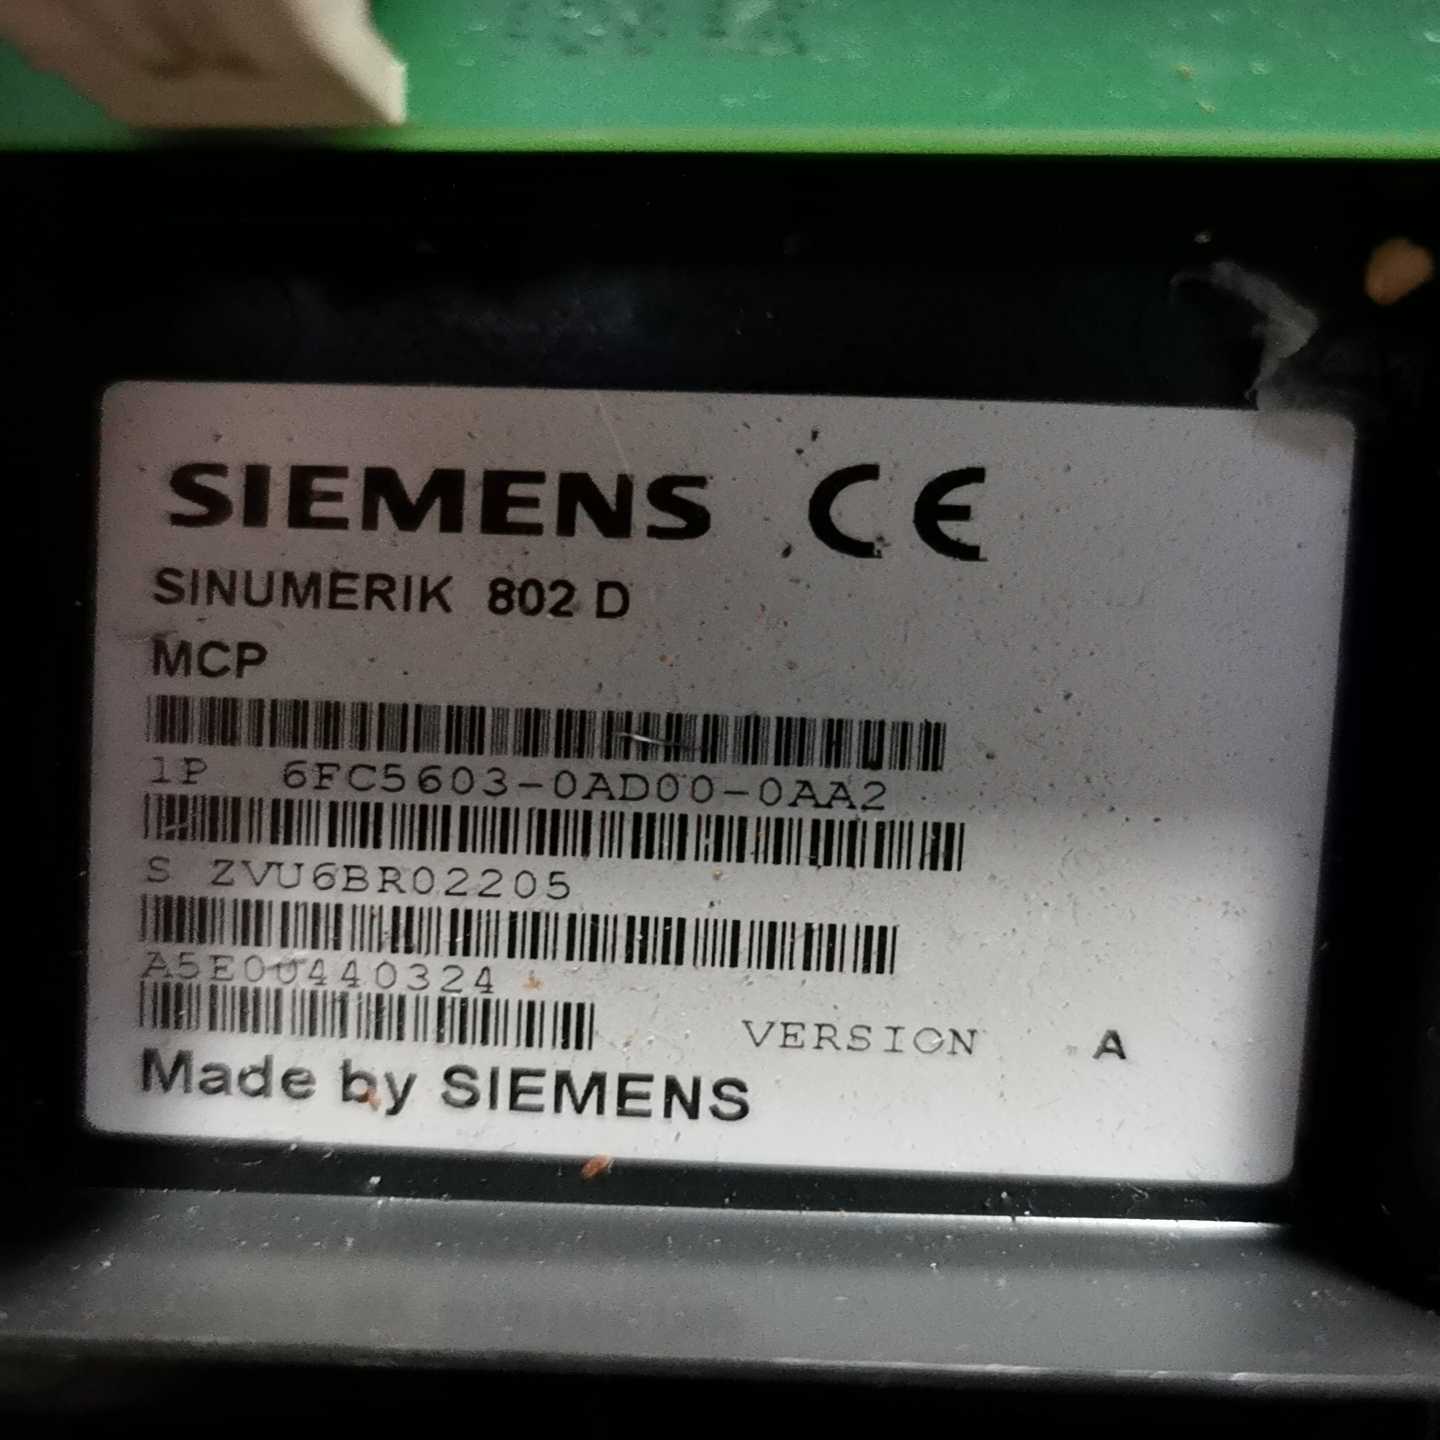 SIEMENS CE
SINUMERIK 802 D
MCP
1P 6FC5603-0AD00-0AA2
S ZVU6BR02205
A5E00440324
VERSION A
Made by SIEMENS